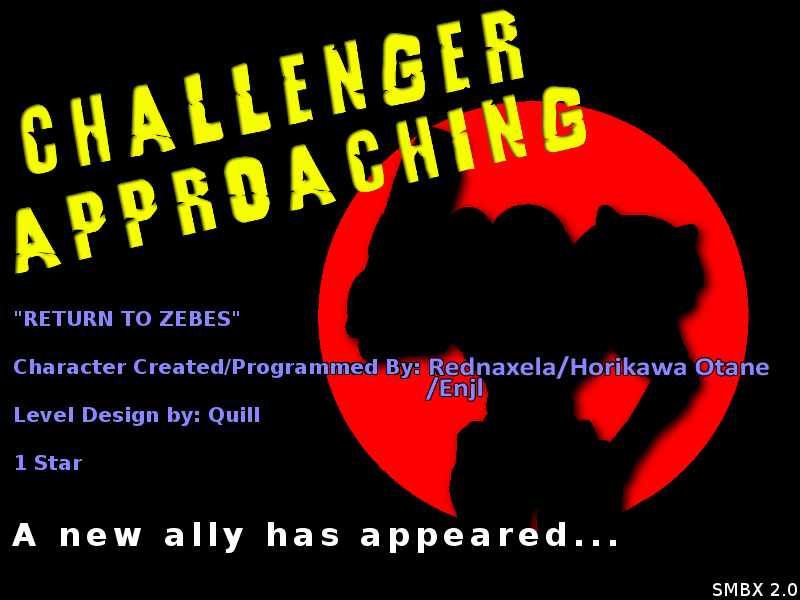 CHALLENGER
APPROACHING
"RETURN TO ZEBES"
Character Created/Programmed By: Rednaxela/Horikawa Otane
/Enjl
Level Design by: Quill
1 Star
A new ally has appeared...
SMBX 2.0